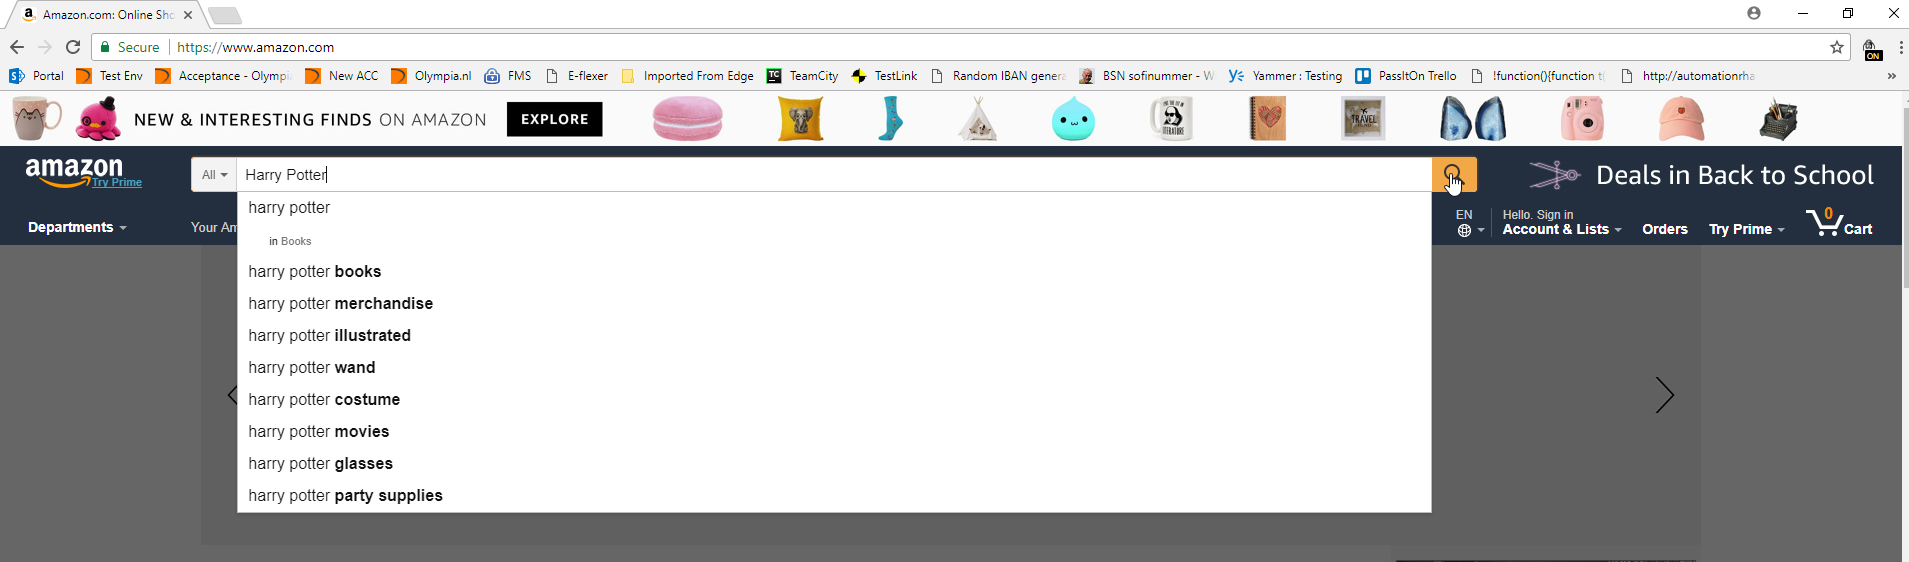 Amazon.com: Online Sho
Secure https://www.amazon.com
Portal Test Env Acceptance - Olympi New ACC Olympia.nl FMS E-flexer Imported From Edge TeamCity TestLink Random IBAN genera BSN sofinummer - W Yammer : Testing PassItOn Trello !function(){function t( http://automationrha »
ON
NEW & INTERESTING FINDS ON AMAZON EXPLORE
TRAVEL
LITERATURE
amazon
Try Prime
All Harry Potter
Deals in Back to School
harry potter
in Books
harry potter books
harry potter merchandise
harry potter illustrated
harry potter wand
harry potter costume
harry potter movies
harry potter glasses
harry potter party supplies
Departments Your Am
EN
Hello. Sign in
Account & Lists Orders Try Prime 0 Cart